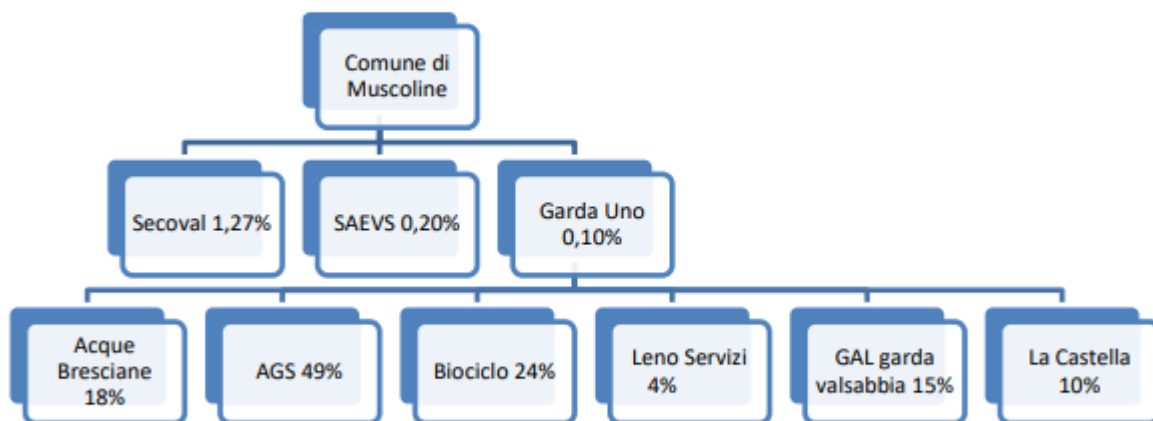 Comune di
Muscoline
Secoval 1,27%
SAEVS 0,20%
Garda Uno
0,10%
Acque
Bresciane
18%
AGS 49%
Biociclo 24%
Leno Servizi
4%
GAL garda
valsabbia 15%
La Castella
10%